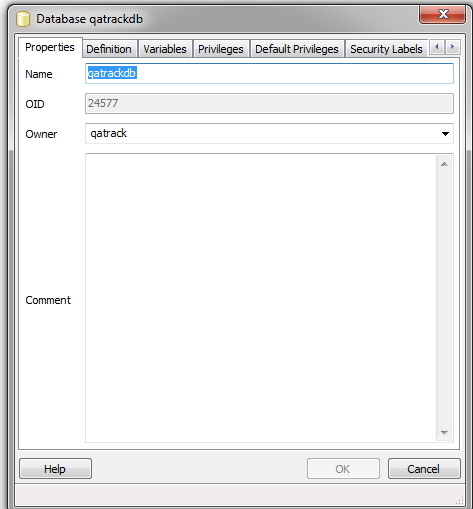 Database qatrackdb
Properties Definition Variables Privileges Default Privileges Security Labels
Name qatrackdb
OID 24577
Owner qatrack
Comment
Help OK Cancel